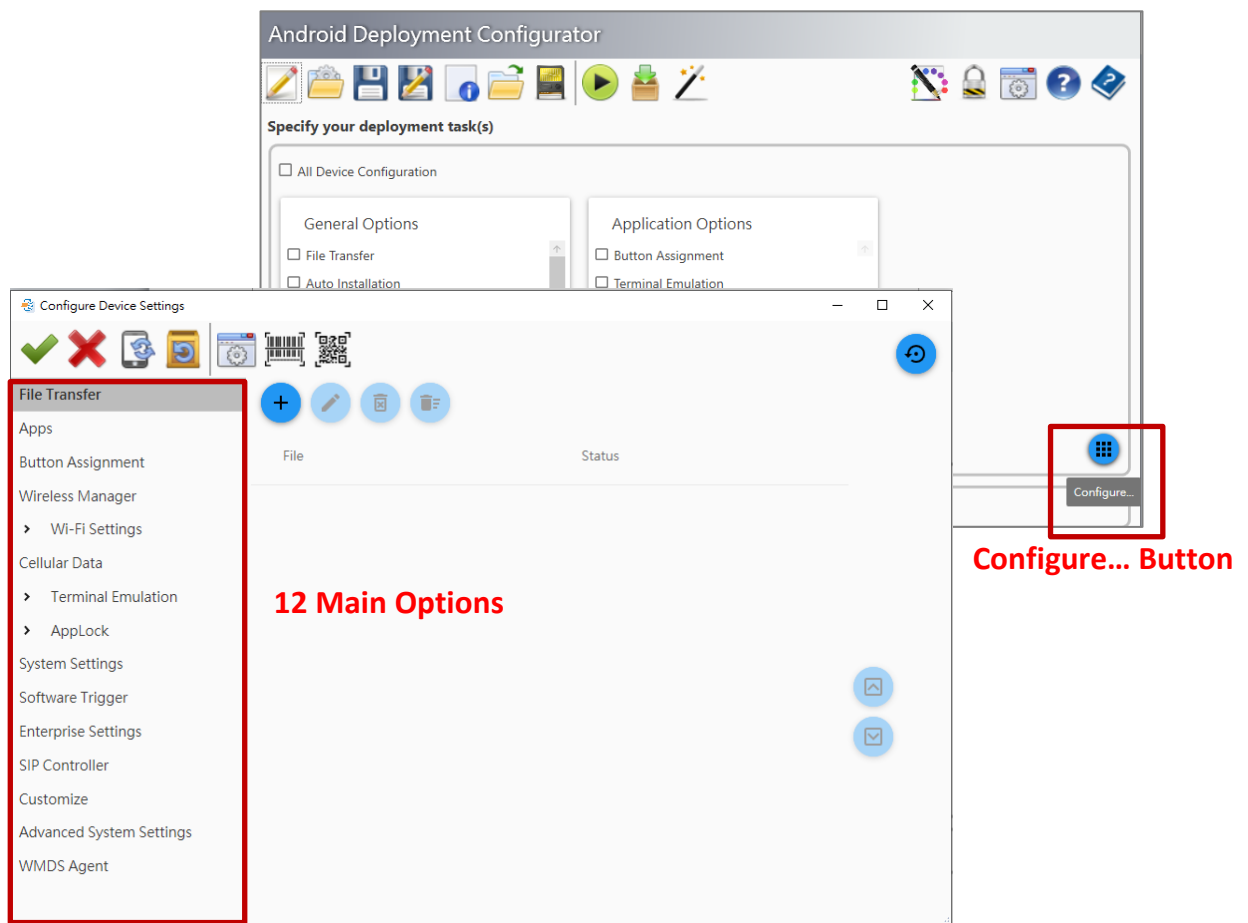 Android Deployment Configurator
Specify your deployment task(s)
All Device Configuration
General Options
File Transfer
Auto Installation
Application Options
Button Assignment
Terminal Emulation
Configure...
Configure... Button
Configure Device Settings
File Transfer
Apps
Button Assignment
Wireless Manager
Wi-Fi Settings
Cellular Data
Terminal Emulation
AppLock
System Settings
Software Trigger
Enterprise Settings
SIP Controller
Customize
Advanced System Settings
WMDS Agent
File Status
12 Main Options